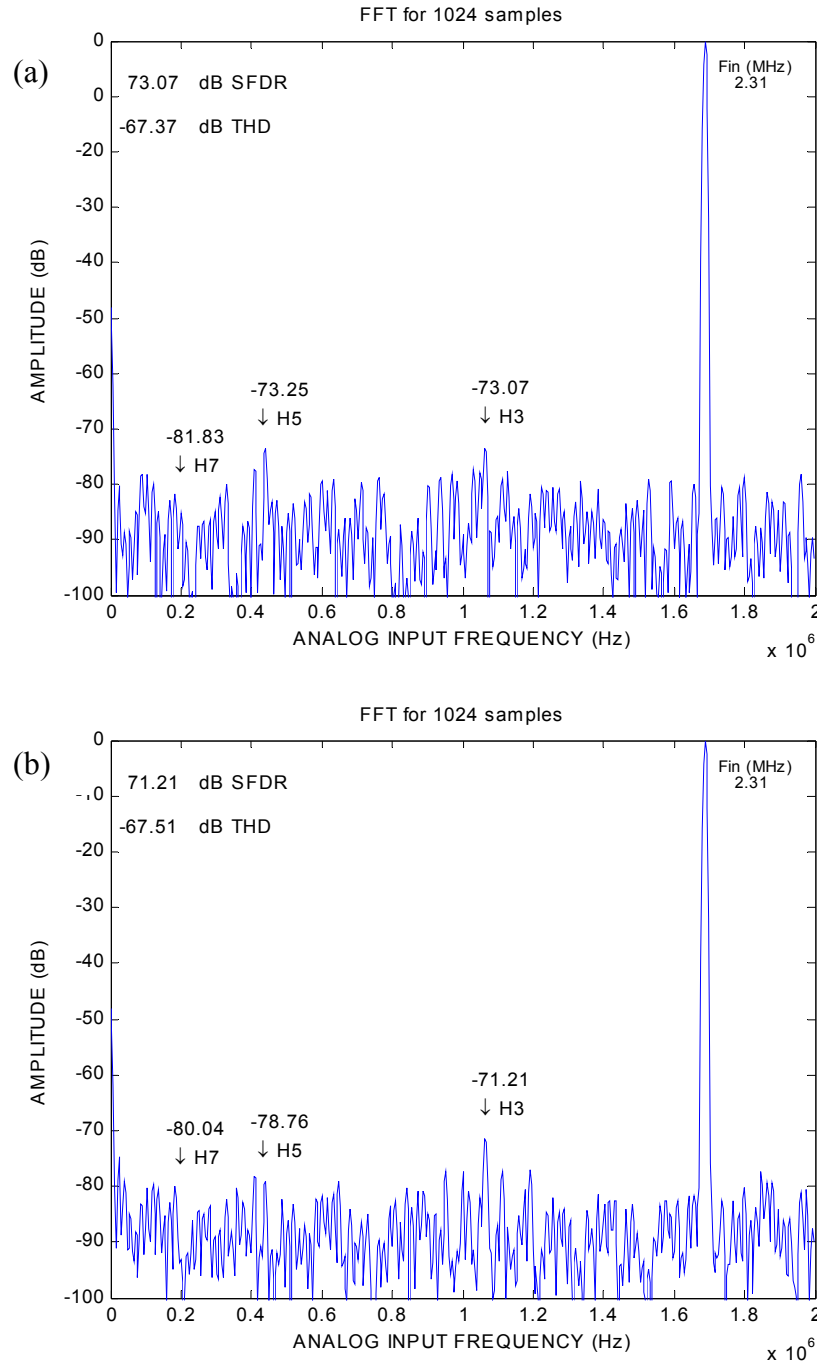 FFT for 1024 samples
(a)
73.07 dB SFDR
-67.37 dB THD
Fin (MHz)
2.31
0
0
-20
-30
-40
-50
-60
-70
-80
-90
-100
AMPLITUDE (dB)
-81.83
↓ H7
-73.25
↓ H5
-73.07
↓ H3
0 0.2 0.4 0.6 0.8 1 1.2 1.4 1.6 1.8 2
ANALOG INPUT FREQUENCY (Hz)
x 10^6
FFT for 1024 samples
(b)
71.21 dB SFDR
-67.51 dB THD
Fin (MHz)
2.31
0
-10
-20
-30
-40
-50
-60
-70
-80
-90
-100
AMPLITUDE (dB)
-80.04
↓ H7
-78.76
↓ H5
-71.21
↓ H3
0 0.2 0.4 0.6 0.8 1 1.2 1.4 1.6 1.8 2
ANALOG INPUT FREQUENCY (Hz)
x 10^6